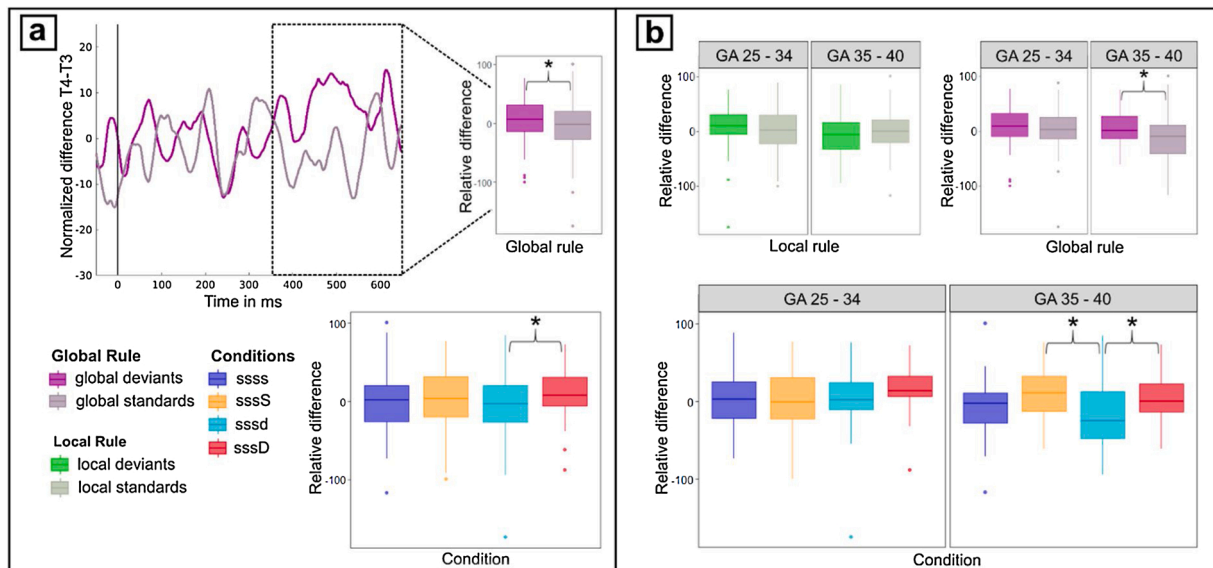 a
Normalized difference T4-T3
20
10
0
-10
-20
-30
0
100
200
300
400
500
600
Time in ms
Relative difference
100
0
-100
*
Global rule
Global Rule
global deviants
global standards
Local Rule
local deviants
local standards
Conditions
ssss
sssS
sssd
sssD
Relative difference
100
0
-100
*
Condition
b
GA 25 - 34
GA 35 - 40
Relative difference
100
0
-100
Local rule
GA 25 - 34
GA 35 - 40
Relative difference
100
0
-100
*
Global rule
GA 25 - 34
GA 35 - 40
Relative difference
100
0
-100
*
*
Condition